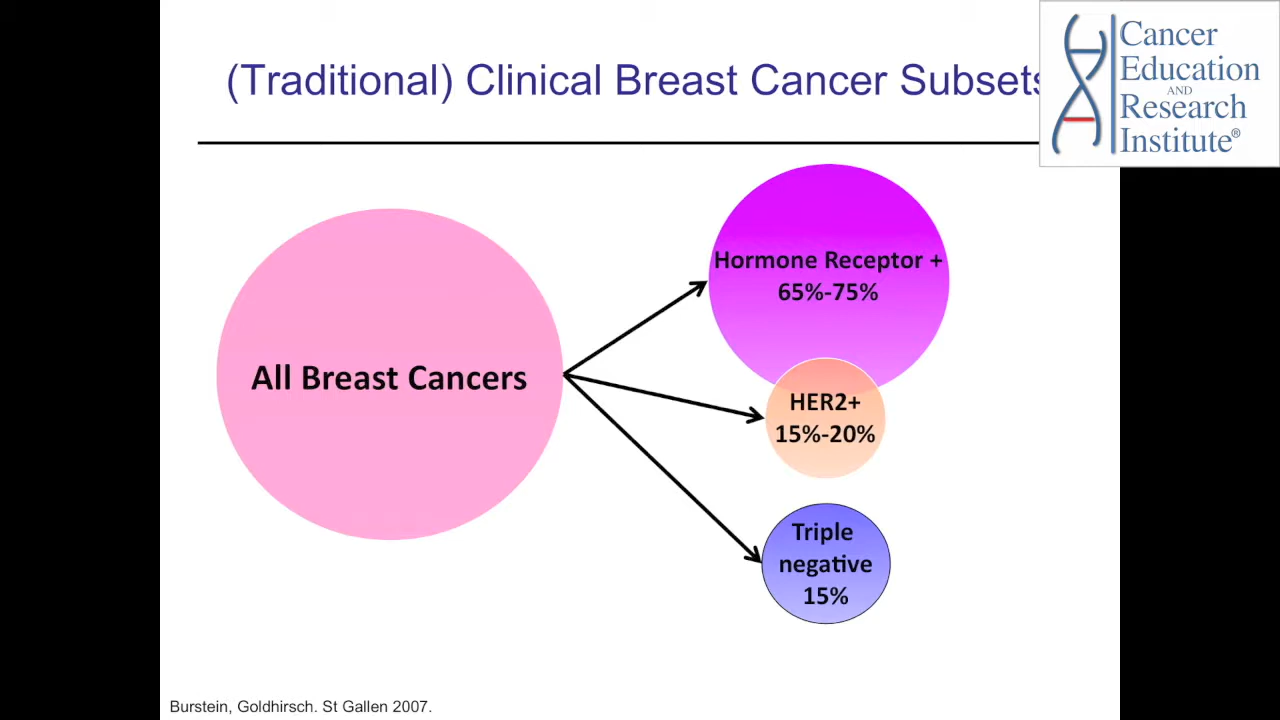 (Traditional) Clinical Breast Cancer Subsets
Cancer
Education
AND
Research
Institute®
Hormone Receptor +
65%-75%
All Breast Cancers
HER2+
15%-20%
Triple
negative
15%
Burstein, Goldhirsch. St Gallen 2007.